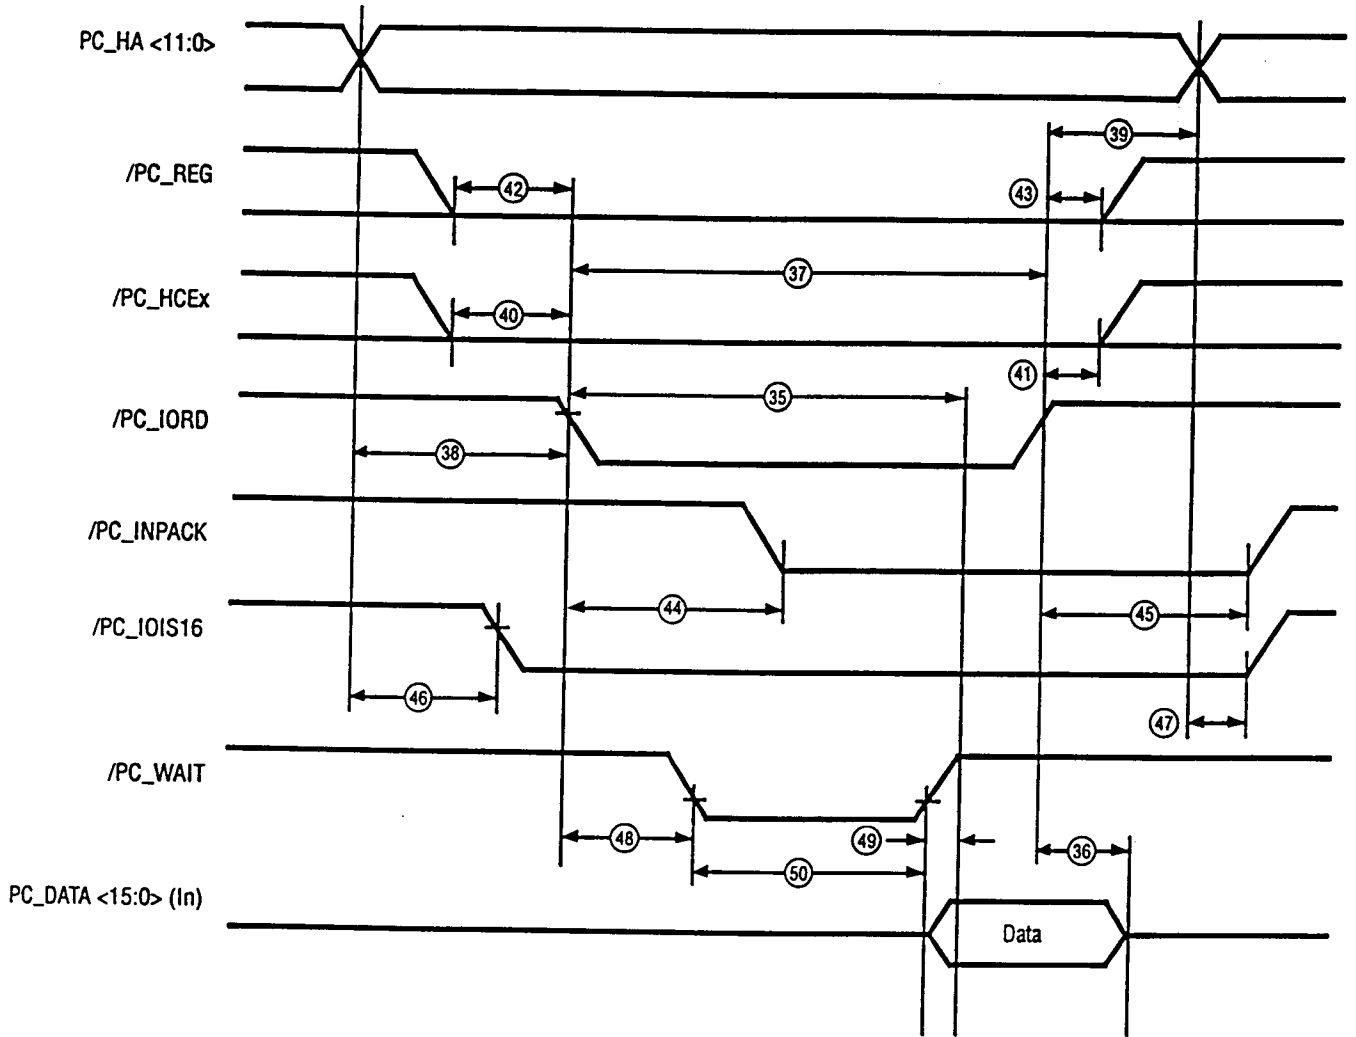 PC_HA <11:0>
39
/PC_REG
42
43
37
/PC_HCEx
40
41
35
/PC_IORD
38
/PC_INPACK
44
45
/PC_IOIS16
46
47
/PC_WAIT
48
49
36
50
PC_DATA <15:0> (In)
Data